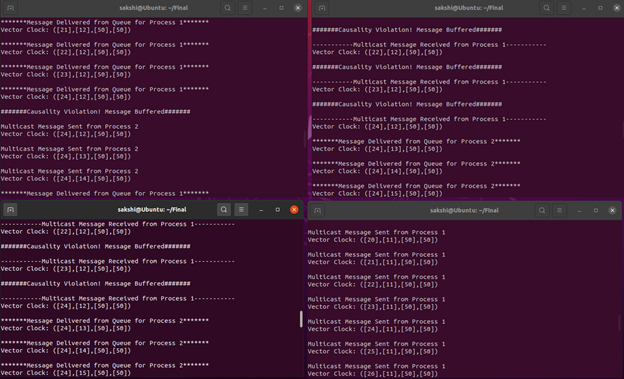 sakshi@Ubuntu: ~/Final
*******Message Delivered from Queue for Process 1*******
Vector Clock: ([21],[12],[50],[50])
*******Message Delivered from Queue for Process 1*******
Vector Clock: ([22],[12],[50],[50])
*******Message Delivered from Queue for Process 1*******
Vector Clock: ([23],[12],[50],[50])
*******Message Delivered from Queue for Process 1*******
Vector Clock: ([24],[12],[50],[50])
#######Causality Violation! Message Buffered#######
Multicast Message Sent from Process 2
Vector Clock: ([24],[12],[50],[50])
Multicast Message Sent from Process 2
Vector Clock: ([24],[13],[50],[50])
Multicast Message Sent from Process 2
Vector Clock: ([24],[14],[50],[50])
*******Message Delivered from Queue for Process 1*******
sakshi@Ubuntu: ~/Final
#######Causality Violation! Message Buffered#######
-----------Multicast Message Received from Process 1-----------
Vector Clock: ([22],[12],[50],[50])
#######Causality Violation! Message Buffered#######
-----------Multicast Message Received from Process 1-----------
Vector Clock: ([23],[12],[50],[50])
#######Causality Violation! Message Buffered#######
-----------Multicast Message Received from Process 1-----------
Vector Clock: ([24],[12],[50],[50])
*******Message Delivered from Queue for Process 2*******
Vector Clock: ([24],[13],[50],[50])
*******Message Delivered from Queue for Process 2*******
Vector Clock: ([24],[14],[50],[50])
*******Message Delivered from Queue for Process 2*******
Vector Clock: ([24],[15],[50],[50])
sakshi@Ubuntu: ~/Final
-----------Multicast Message Received from Process 1-----------
Vector Clock: ([22],[12],[50],[50])
#######Causality Violation! Message Buffered#######
-----------Multicast Message Received from Process 1-----------
Vector Clock: ([23],[12],[50],[50])
#######Causality Violation! Message Buffered#######
-----------Multicast Message Received from Process 1-----------
Vector Clock: ([24],[12],[50],[50])
*******Message Delivered from Queue for Process 2*******
Vector Clock: ([24],[13],[50],[50])
*******Message Delivered from Queue for Process 2*******
Vector Clock: ([24],[14],[50],[50])
*******Message Delivered from Queue for Process 2*******
Vector Clock: ([24],[15],[50],[50])
sakshi@Ubuntu: ~/Final
Multicast Message Sent from Process 1
Vector Clock: ([20],[11],[50],[50])
Multicast Message Sent from Process 1
Vector Clock: ([21],[11],[50],[50])
Multicast Message Sent from Process 1
Vector Clock: ([22],[11],[50],[50])
Multicast Message Sent from Process 1
Vector Clock: ([23],[11],[50],[50])
Multicast Message Sent from Process 1
Vector Clock: ([24],[11],[50],[50])
Multicast Message Sent from Process 1
Vector Clock: ([25],[11],[50],[50])
Multicast Message Sent from Process 1
Vector Clock: ([26],[11],[50],[50])